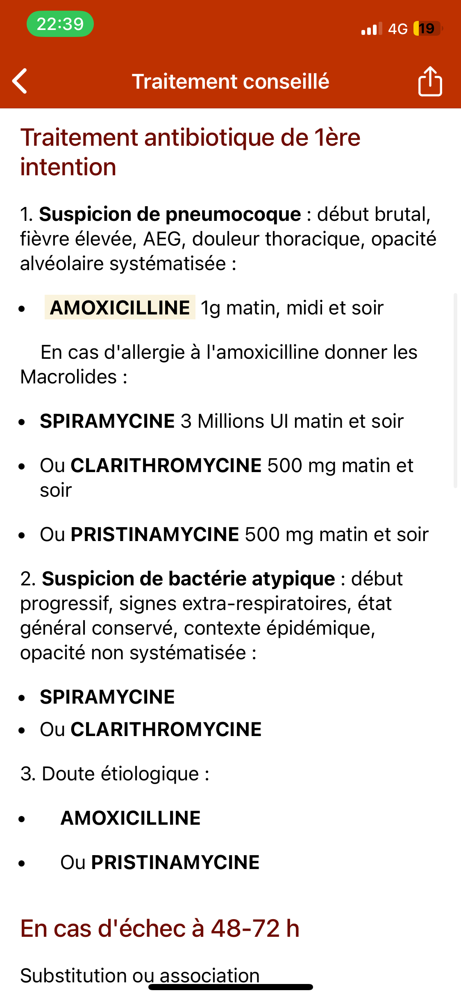 22:39
4G
19
Traitement conseillé
Traitement antibiotique de 1ère
intention
1. Suspicion de pneumocoque : début brutal,
fièvre élevée, AEG, douleur thoracique, opacité
alvéolaire systématisée :
• AMOXICILLINE 1g matin, midi et soir
En cas d'allergie à l'amoxicilline donner les
Macrolides :
• SPIRAMYCINE 3 Millions UI matin et soir
• Ou CLARITHROMYCINE 500 mg matin et
soir
• Ou PRISTINAMYCINE 500 mg matin et soir
2. Suspicion de bactérie atypique : début
progressif, signes extra-respiratoires, état
général conservé, contexte épidémique,
opacité non systématisée :
• SPIRAMYCINE
• Ou CLARITHROMYCINE
3. Doute étiologique :
• AMOXICILLINE
• Ou PRISTINAMYCINE
En cas d'échec à 48-72 h
Substitution ou association